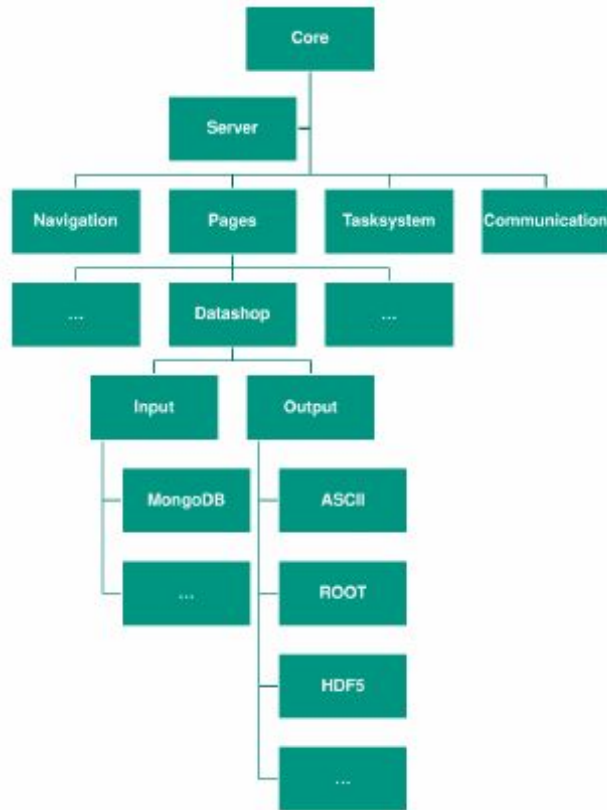 Core
Server
Navigation
Pages
Tasksystem
Communication
...
Datashop
...
Input
Output
MongoDB
ASCII
...
ROOT
HDF5
...